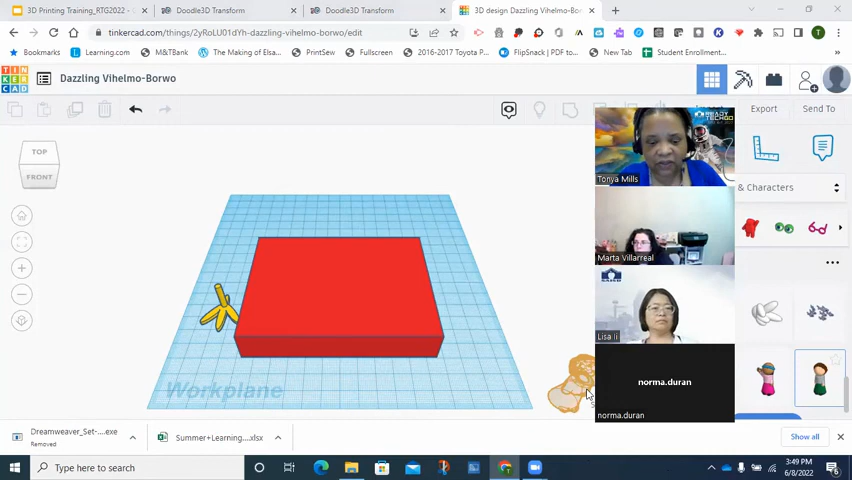 3D Printing Training_RTG2022 -
Doodle3D Transform
Doodle3D Transform
3D design Dazzling Vihelmo-Bor
tinkercad.com/things/2yRoLU01dYh-dazzling-vihelmo-borwo/edit
Bookmarks
Learning.com
M&TBank
The Making of Elsa...
PrintSew
Fullscreen
2016-2017 Toyota P...
FlipSnack | PDF to...
New Tab
Student Enrollment...
TIN
KER
CAD
Dazzling Vihelmo-Borwo
Export
Send To
TOP
FRONT
READY
TECHGO
Tonya Mills
& Characters
Marta Villarreal
Lisa li
norma.duran
norma.duran
Workplane
Dreamweaver_Set-....exe
Removed
Summer+Learning....xlsx
Show all
Type here to search
3:49 PM
6/8/2022